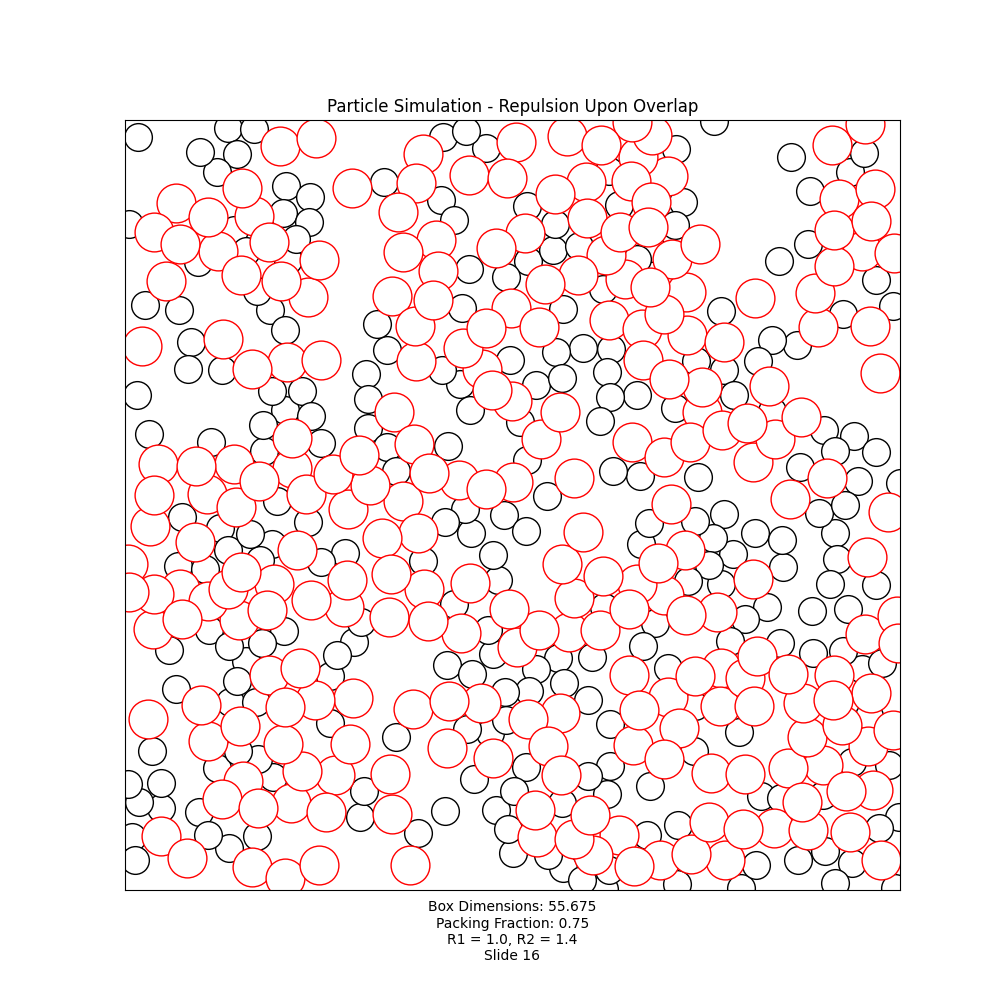 Particle Simulation - Repulsion Upon Overlap
Box Dimensions: 55.675
Packing Fraction: 0.75
R1 = 1.0, R2 = 1.4
Slide 16